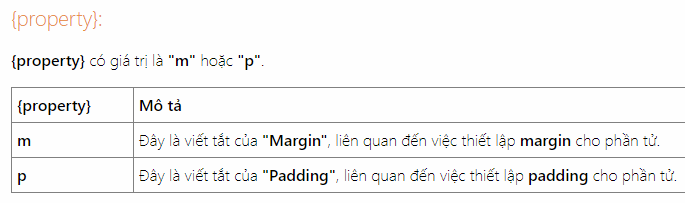 {property}:
{property} có giá trị là "m" hoặc "p".
{property} Mô tả
m Đây là viết tắt của "Margin", liên quan đến việc thiết lập margin cho phần tử.
p Đây là viết tắt của "Padding", liên quan đến việc thiết lập padding cho phần tử.